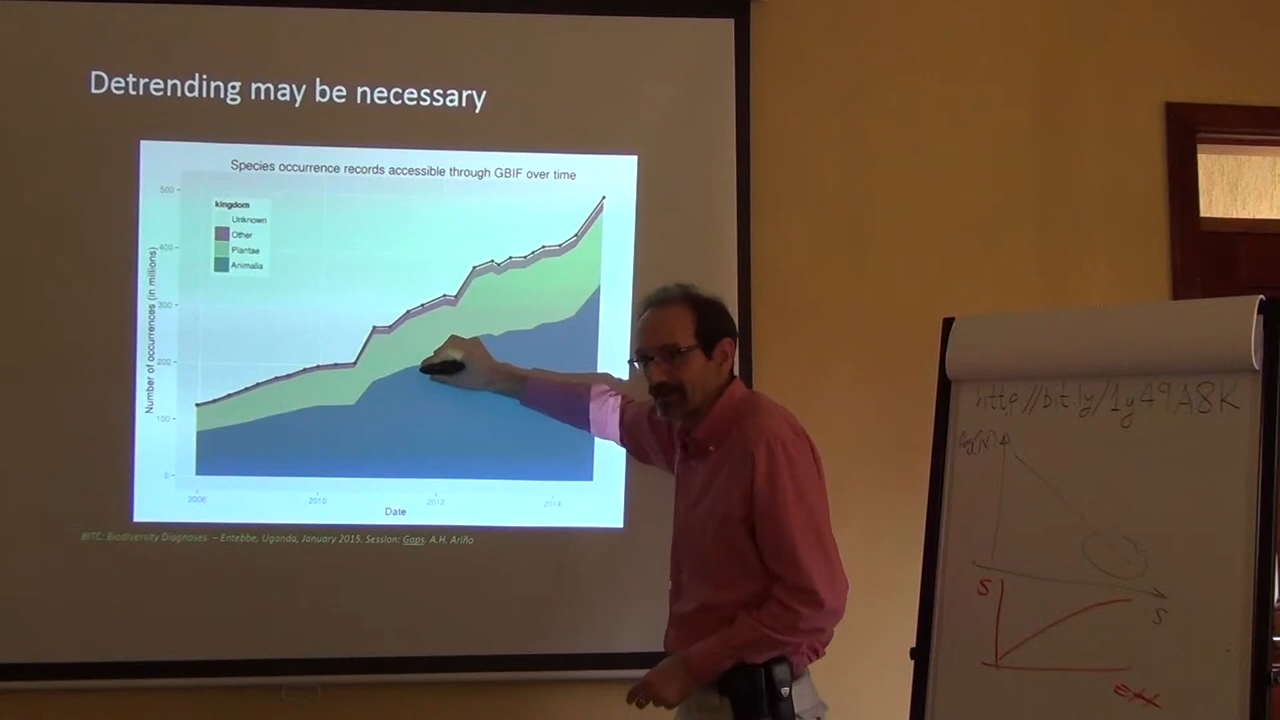 Detrending may be necessary
Species occurrence records accessible through GBIF over time
kingdom
Unknown
Other
Plantae
Animalia
Number of occurrences (in millions)
500
400
300
200
100
0
2008
2010
2012
2014
Date
BITC: Biodiversity Diagnoses. – Entebbe, Uganda, January 2015. Session: Gaps. A.H. Ariño
http://bit.ly/1y49A8K
log(N)
S
S